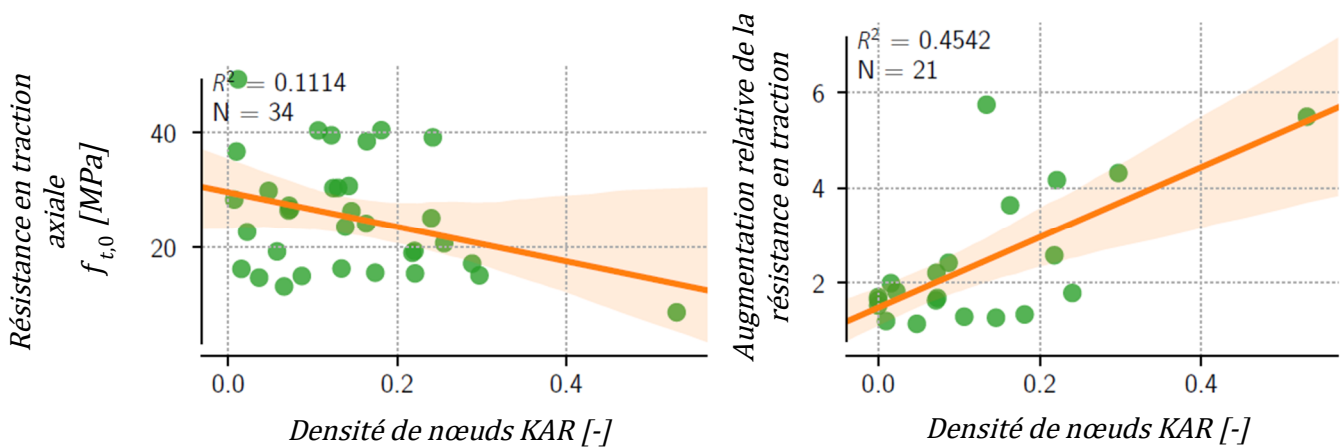 Résistance en traction
axiale
f t,0 [MPa]
R² = 0.1114
N = 34
40
20
0.0
0.2
0.4
Densité de nœuds KAR [-]
Augmentation relative de la
résistance en traction
R² = 0.4542
N = 21
6
4
2
0.0
0.2
0.4
Densité de nœuds KAR [-]